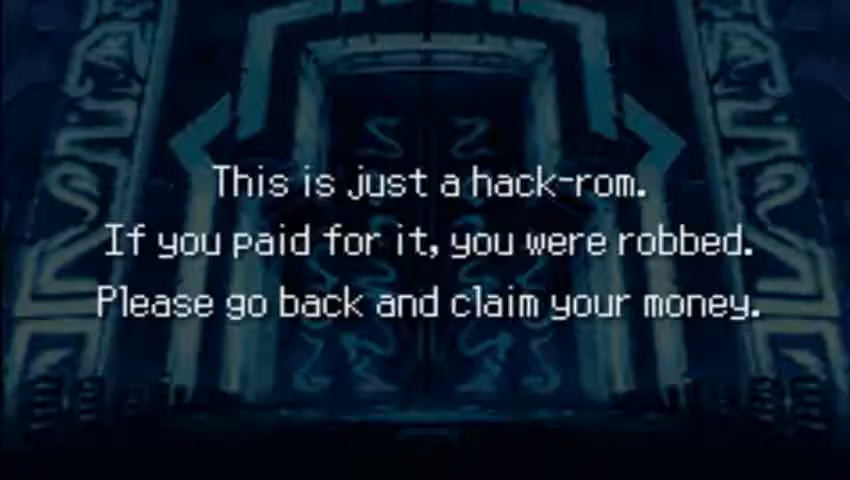 This is just a hack-rom.
If you paid for it, you were robbed.
Please go back and claim your money.